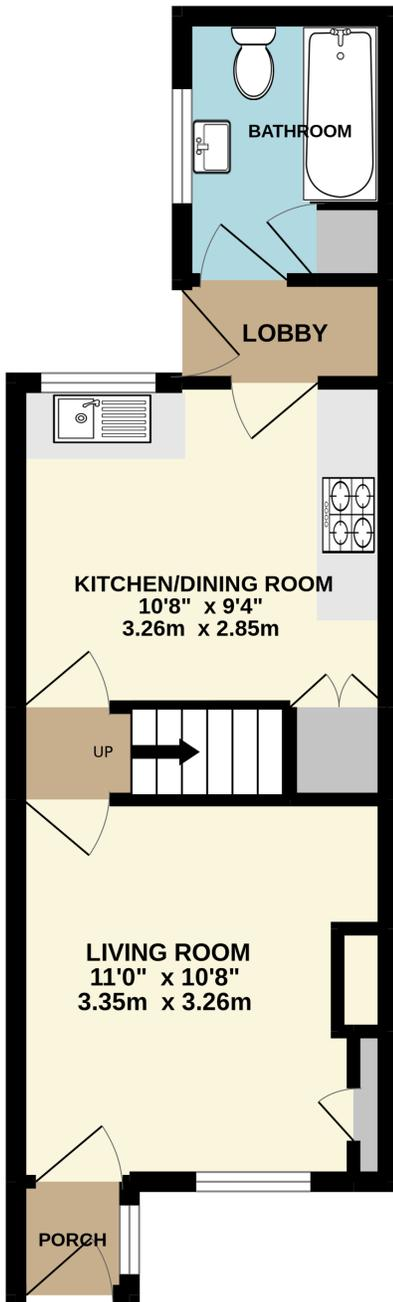 BATHROOM
LOBBY
KITCHEN/DINING ROOM
10'8" x 9'4"
3.26m x 2.85m
UP
LIVING ROOM
11'0" x 10'8"
3.35m x 3.26m
PORCH